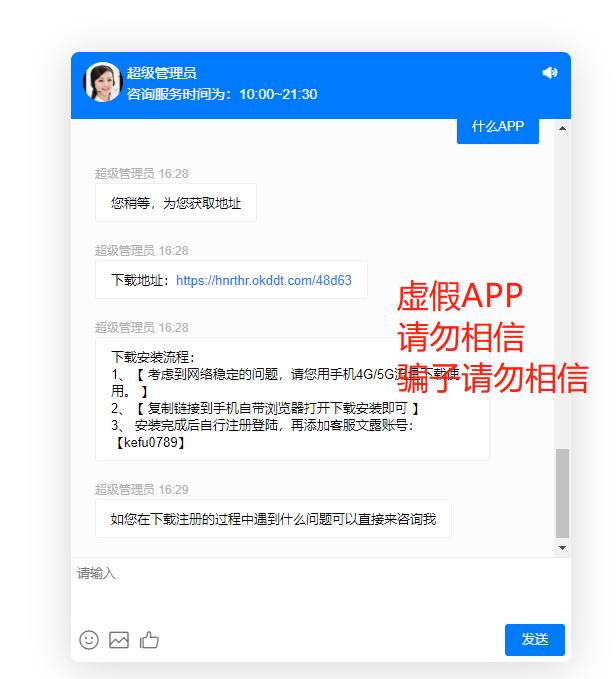 超级管理员
咨询服务时间为：10:00~21:30
什么APP
超级管理员 16:28
您稍等，为您获取地址
超级管理员 16:28
下载地址：https://hnrthr.okddt.com/48d63
虚假APP
请勿相信
骗子请勿相信
超级管理员 16:28
下载安装流程：
1、【 考虑到网络稳定的问题，请您用手机4G/5G流量下载使
用。 】
2、【 复制链接到手机自带浏览器打开下载安装即可 】
3、 安装完成后自行注册登陆，再添加客服文露账号：
【kefu0789】
超级管理员 16:29
如您在下载注册的过程中遇到什么问题可以直接来咨询我
请输入
发送